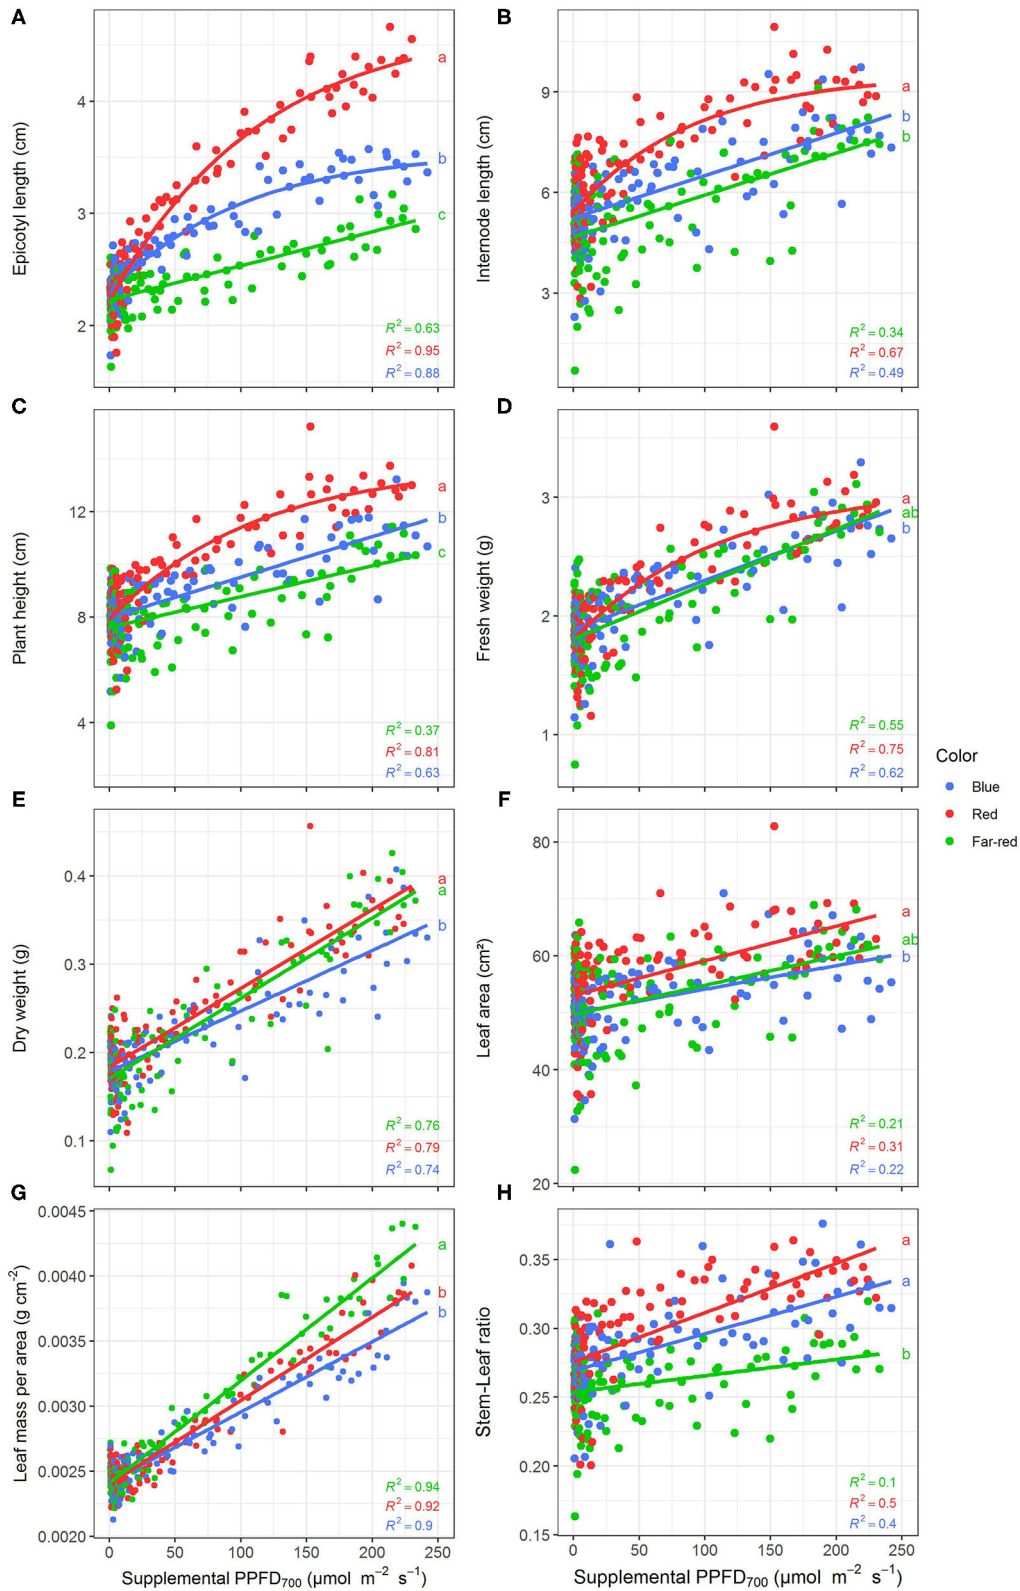 A
Epicotyl length (cm)
4
3
2
a
b
c
R² = 0.63
R² = 0.95
R² = 0.88
B
Internode length (cm)
9
6
3
a
b
b
R² = 0.34
R² = 0.67
R² = 0.49
C
Plant height (cm)
12
8
4
a
b
c
R² = 0.37
R² = 0.81
R² = 0.63
D
Fresh weight (g)
3
2
1
a
ab
b
R² = 0.55
R² = 0.75
R² = 0.62
Color
Blue
Red
Far-red
E
Dry weight (g)
0.4
0.3
0.2
0.1
a
a
b
R² = 0.76
R² = 0.79
R² = 0.74
F
Leaf area (cm²)
80
60
40
20
a
ab
b
R² = 0.21
R² = 0.31
R² = 0.22
G
Leaf mass per area (g cm⁻²)
0.0045
0.0040
0.0035
0.0030
0.0025
0.0020
a
b
b
R² = 0.94
R² = 0.92
R² = 0.9
0 50 100 150 200 250
Supplemental PPFD₇₀₀ (μmol m⁻² s⁻¹)
H
Stem-Leaf ratio
0.35
0.30
0.25
0.20
0.15
a
a
b
R² = 0.1
R² = 0.5
R² = 0.4
0 50 100 150 200 250
Supplemental PPFD₇₀₀ (μmol m⁻² s⁻¹)